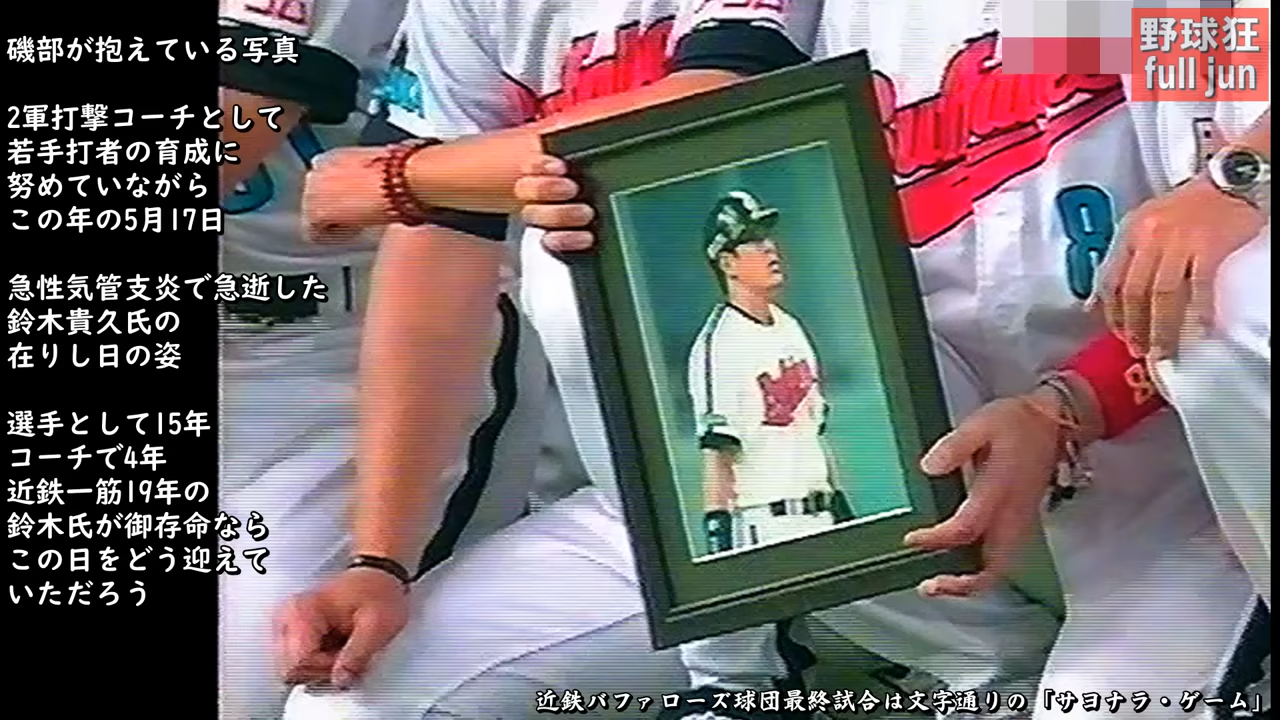 磯部が抱えている写真
2軍打撃コーチとして
若手打者の育成に
努めていながら
この年の5月17日
急性気管支炎で急逝した
鈴木貴久氏の
在りし日の姿
選手として15年
コーチで4年
近鉄一筋19年の
鈴木氏が御存命なら
この日をどう迎えて
いただろう
野球狂
full jun
8
8
近鉄バファローズ球団最終試合は文字通りの「サヨナラ・ゲーム」